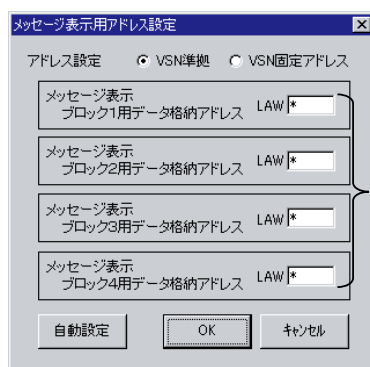 メッセージ表示用アドレス設定
アドレス設定 VSN準拠 VSN固定アドレス
メッセージ表示
ブロック1用データ格納アドレス LAW *
メッセージ表示
ブロック2用データ格納アドレス LAW *
メッセージ表示
ブロック3用データ格納アドレス LAW *
メッセージ表示
ブロック4用データ格納アドレス LAW *
自動設定 OK キャンセル